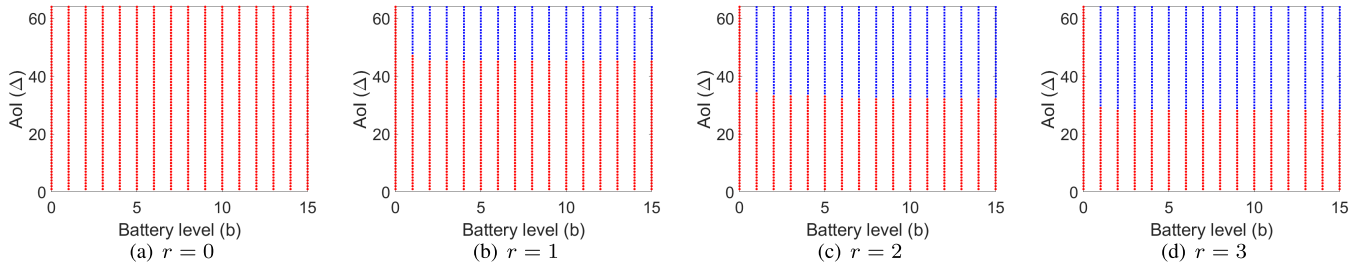 60
40
20
0
AoI (Δ)
0 5 10 15
Battery level (b)
(a) r = 0
60
40
20
0
AoI (Δ)
0 5 10 15
Battery level (b)
(b) r = 1
60
40
20
0
AoI (Δ)
0 5 10 15
Battery level (b)
(c) r = 2
60
40
20
0
AoI (Δ)
0 5 10 15
Battery level (b)
(d) r = 3